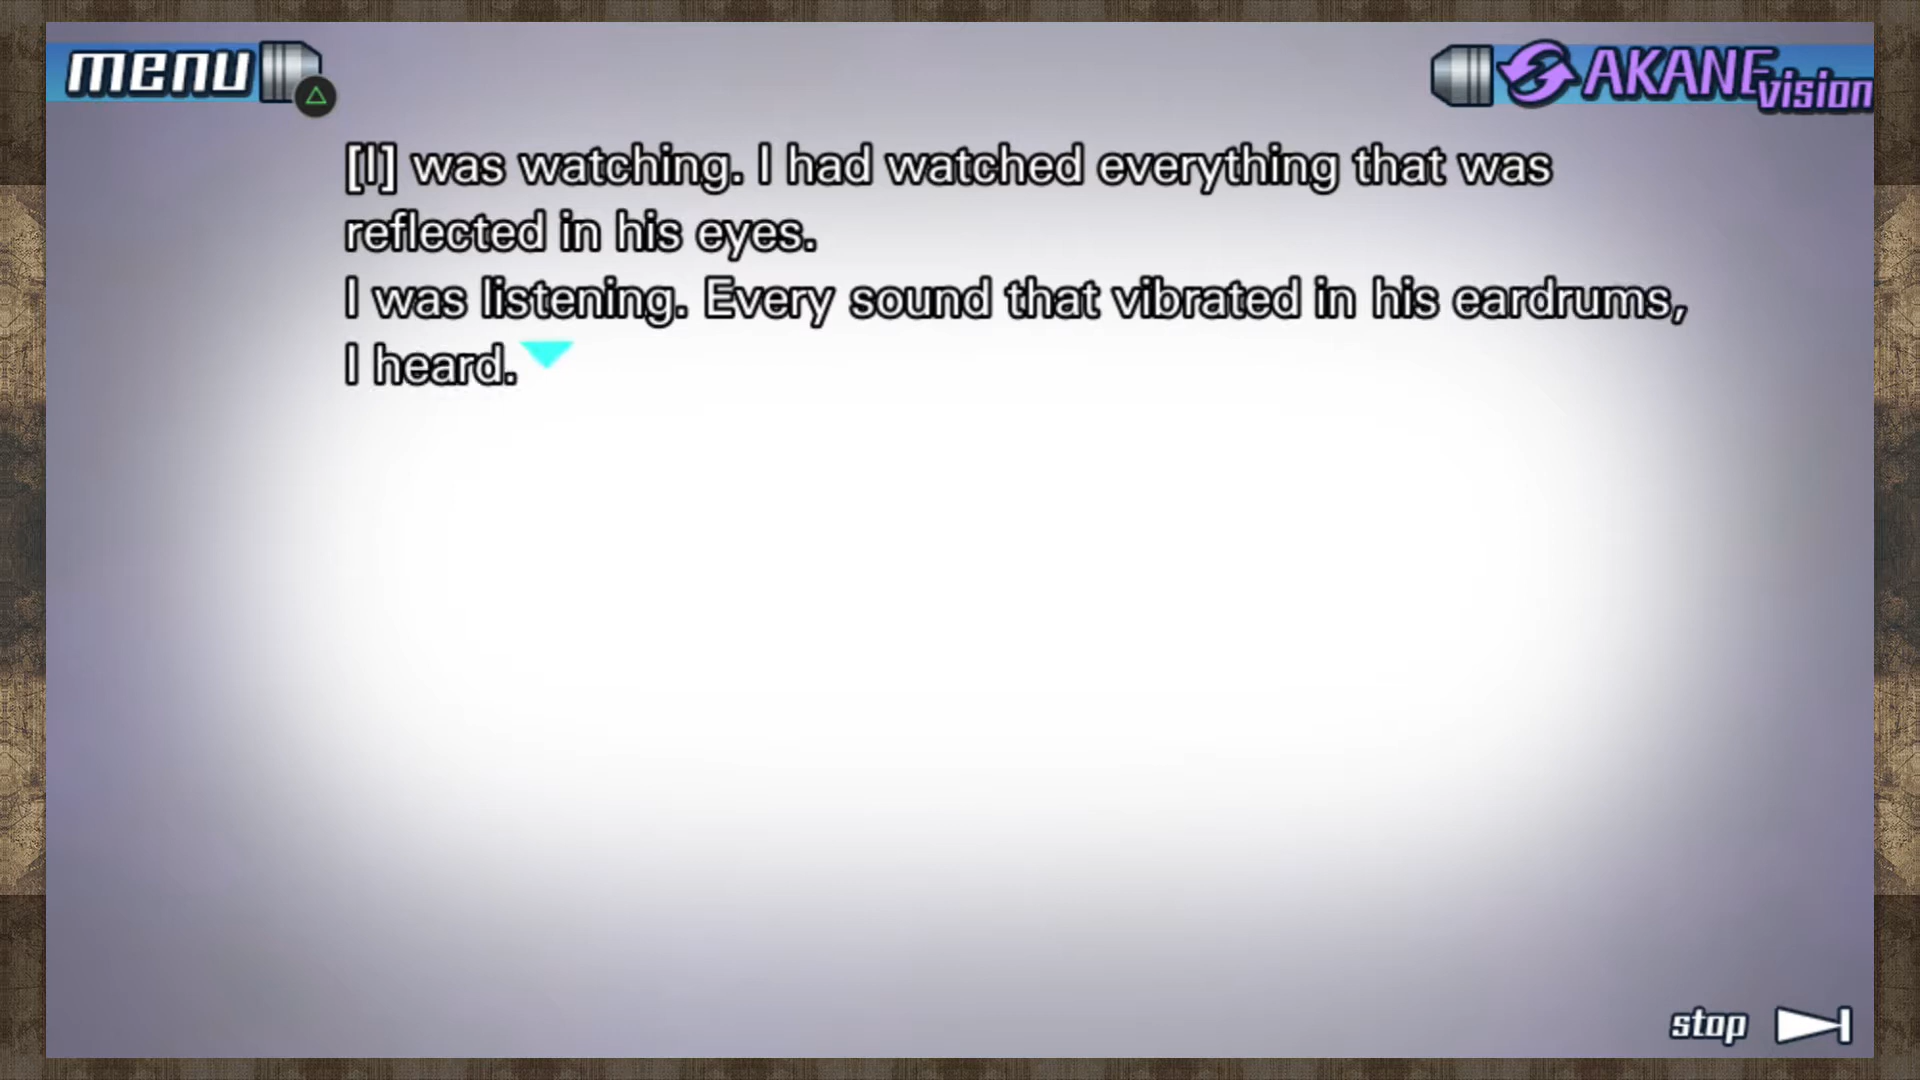 menu
AKANE vision
[I] was watching. I had watched everything that was
reflected in his eyes.
I was listening. Every sound that vibrated in his eardrums,
I heard.
stop